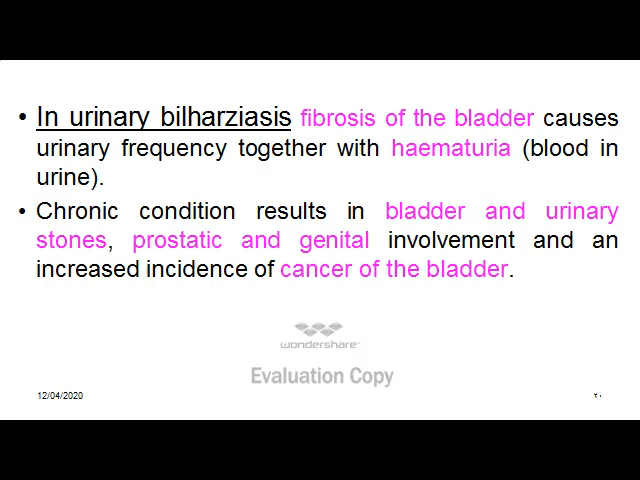 • In urinary bilharziasis fibrosis of the bladder causes
urinary frequency together with haematuria (blood in
urine).
• Chronic condition results in bladder and urinary
stones, prostatic and genital involvement and an
increased incidence of cancer of the bladder.
wondershare™
Evaluation Copy
12/04/2020
٢٠